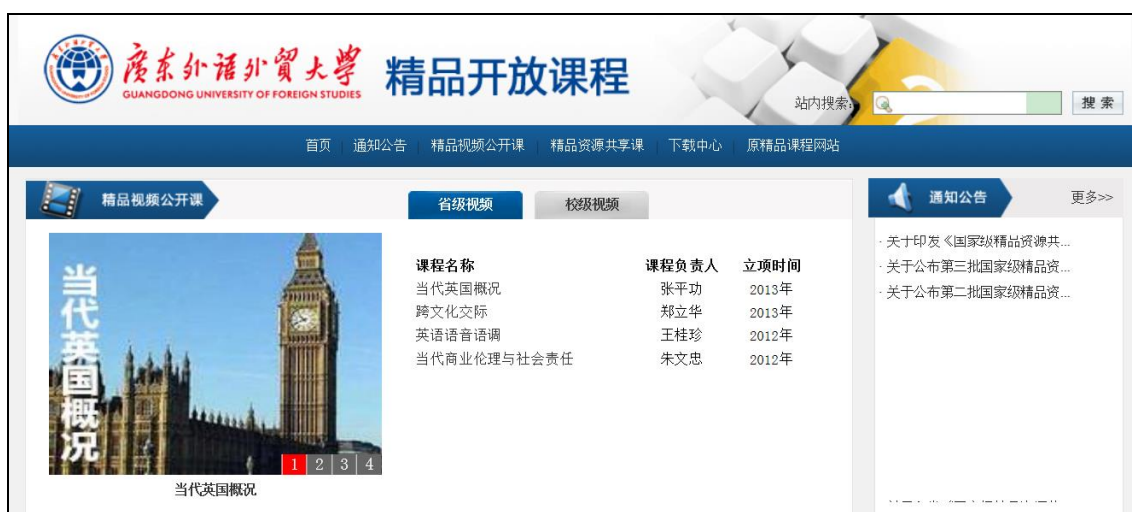 廣东外语外貿大學
GUANGDONG UNIVERSITY OF FOREIGN STUDIES
精品开放课程
站内搜索:
搜 索
首页 通知公告 精品视频公开课 精品资源共享课 下载中心 原精品课程网站
精品视频公开课
当代英国概况
1 2 3 4
当代英国概况
省级视频 校级视频
课程名称 课程负责人 立项时间
当代英国概况 张平功 2013年
跨文化交际 郑立华 2013年
英语语音语调 王桂珍 2012年
当代商业伦理与社会责任 朱文忠 2012年
通知公告 更多>>
· 关于印发《国家级精品资源共...
· 关于公布第三批国家级精品资...
· 关于公布第二批国家级精品资...